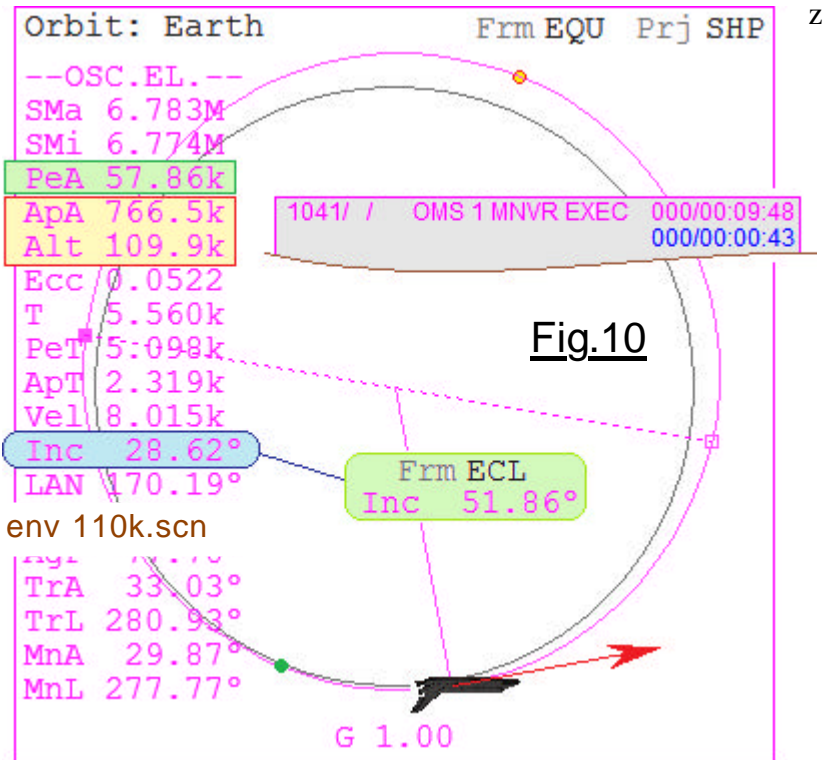 z
Orbit: Earth Frm EQU Prj SHP
--OSC.EL.--
SMa 6.783M
SMi 6.774M
PeA 57.86k
ApA 766.5k
Alt 109.9k
1041/ / OMS 1 MNVR EXEC 000/00:09:48
000/00:00:43
Ecc 0.0522
T 5.560k
PeT 5.098k
Fig.10
ApT 2.319k
Vel 8.015k
Inc 28.62°
LAN 170.19°
Frm ECL
Inc 51.86°
env 110k.scn
TrA 33.03°
TrL 280.93°
MnA 29.87°
MnL 277.77°
G 1.00